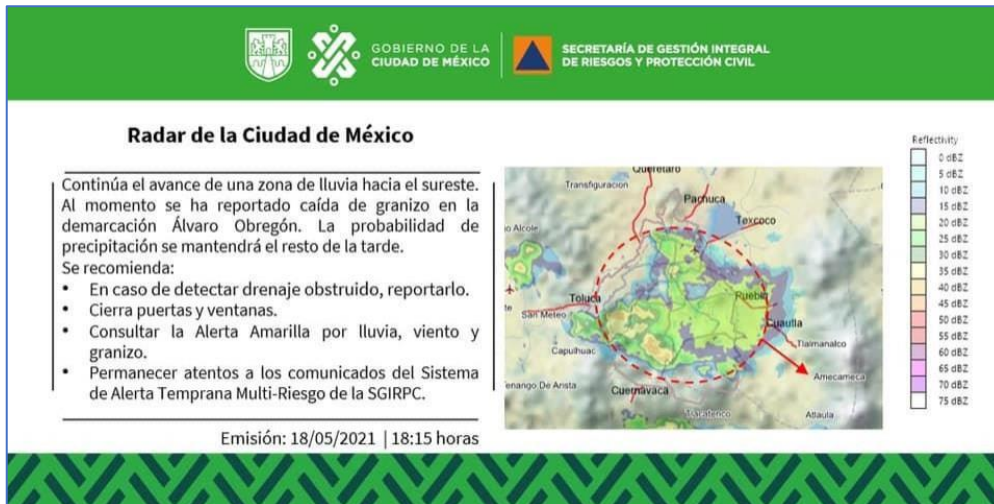 GOBIERNO DE LA
CIUDAD DE MÉXICO
SECRETARÍA DE GESTIÓN INTEGRAL
DE RIESGOS Y PROTECCIÓN CIVIL
Radar de la Ciudad de México
Continúa el avance de una zona de lluvia hacia el sureste.
Al momento se ha reportado caída de granizo en la
demarcación Álvaro Obregón. La probabilidad de
precipitación se mantendrá el resto de la tarde.
Se recomienda:
• En caso de detectar drenaje obstruido, reportarlo.
• Cierra puertas y ventanas.
• Consultar la Alerta Amarilla por lluvia, viento y
granizo.
• Permanecer atentos a los comunicados del Sistema
de Alerta Temprana Multi-Riesgo de la SGIRPC.
Emisión: 18/05/2021 | 18:15 horas
Queretaro
Transfiguracion
Pachuca
Texcoco
Alcole
Toluca
San Mateo
Puebla
Cuautla
Tlalmanalco
Capulhuac
Amecameca
Tenango De Arista
Cuernavaca
Atlautla
Reflectivity
0 dBZ
5 dBZ
10 dBZ
15 dBZ
20 dBZ
25 dBZ
30 dBZ
35 dBZ
40 dBZ
45 dBZ
50 dBZ
55 dBZ
60 dBZ
65 dBZ
70 dBZ
75 dBZ